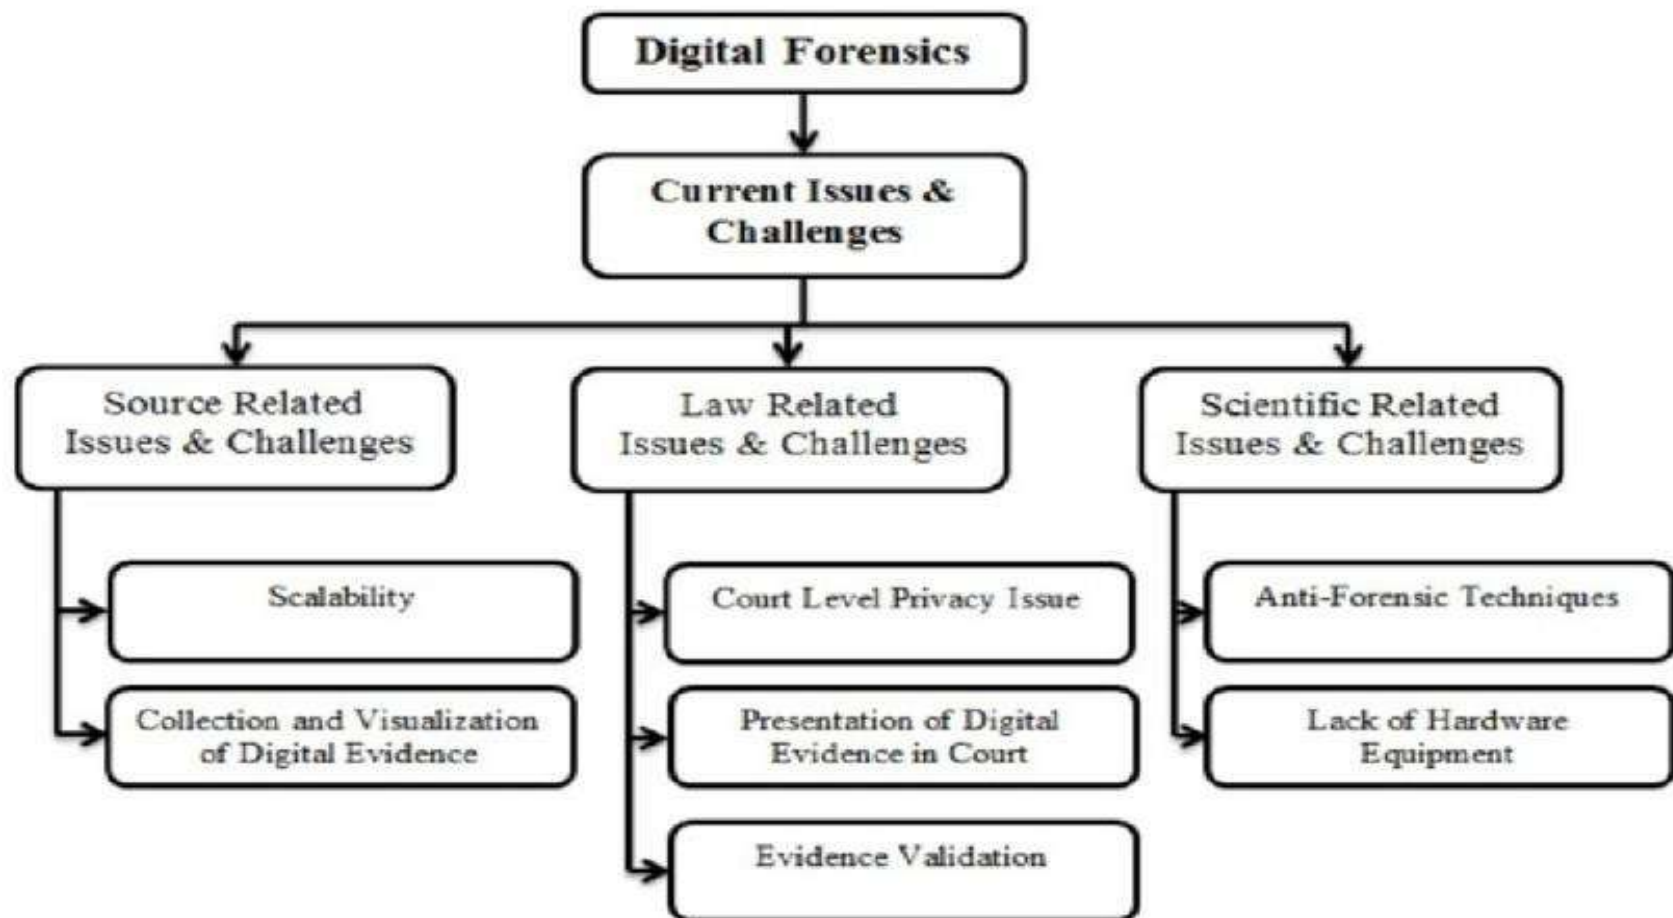 Digital Forensics
Current Issues &
Challenges
Source Related
Issues & Challenges
Law Related
Issues & Challenges
Scientific Related
Issues & Challenges
Scalability
Collection and Visualization
of Digital Evidence
Court Level Privacy Issue
Presentation of Digital
Evidence in Court
Evidence Validation
Anti-Forensic Techniques
Lack of Hardware
Equipment